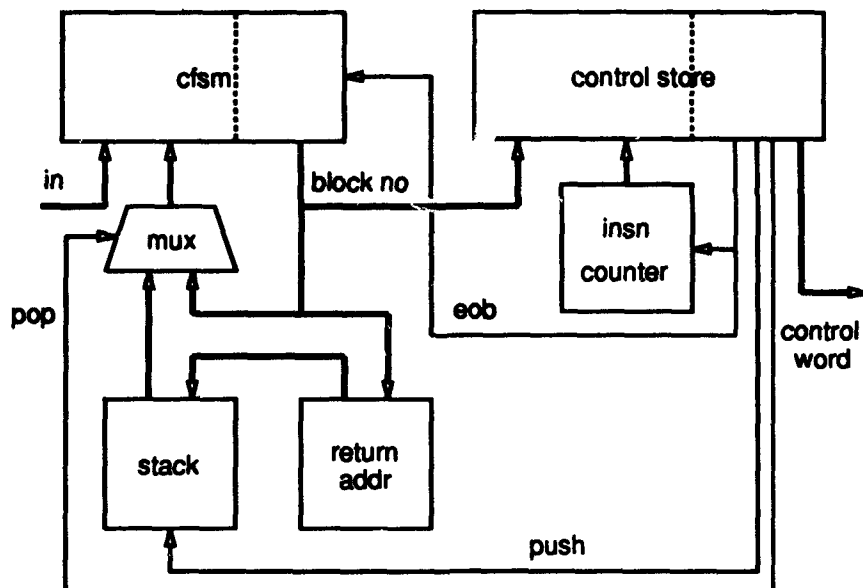 cfsm
control store
in
block no
mux
insn
counter
pop
eob
control
word
stack
return
addr
push